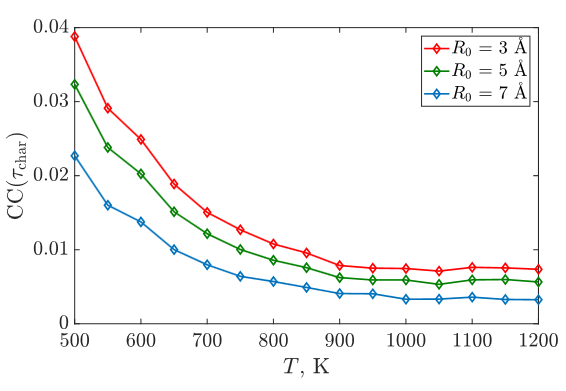 0.04
0.03
0.02
0.01
0
CC(τchar)
500 600 700 800 900 1000 1100 1200
T, K
R0 = 3 Å
R0 = 5 Å
R0 = 7 Å